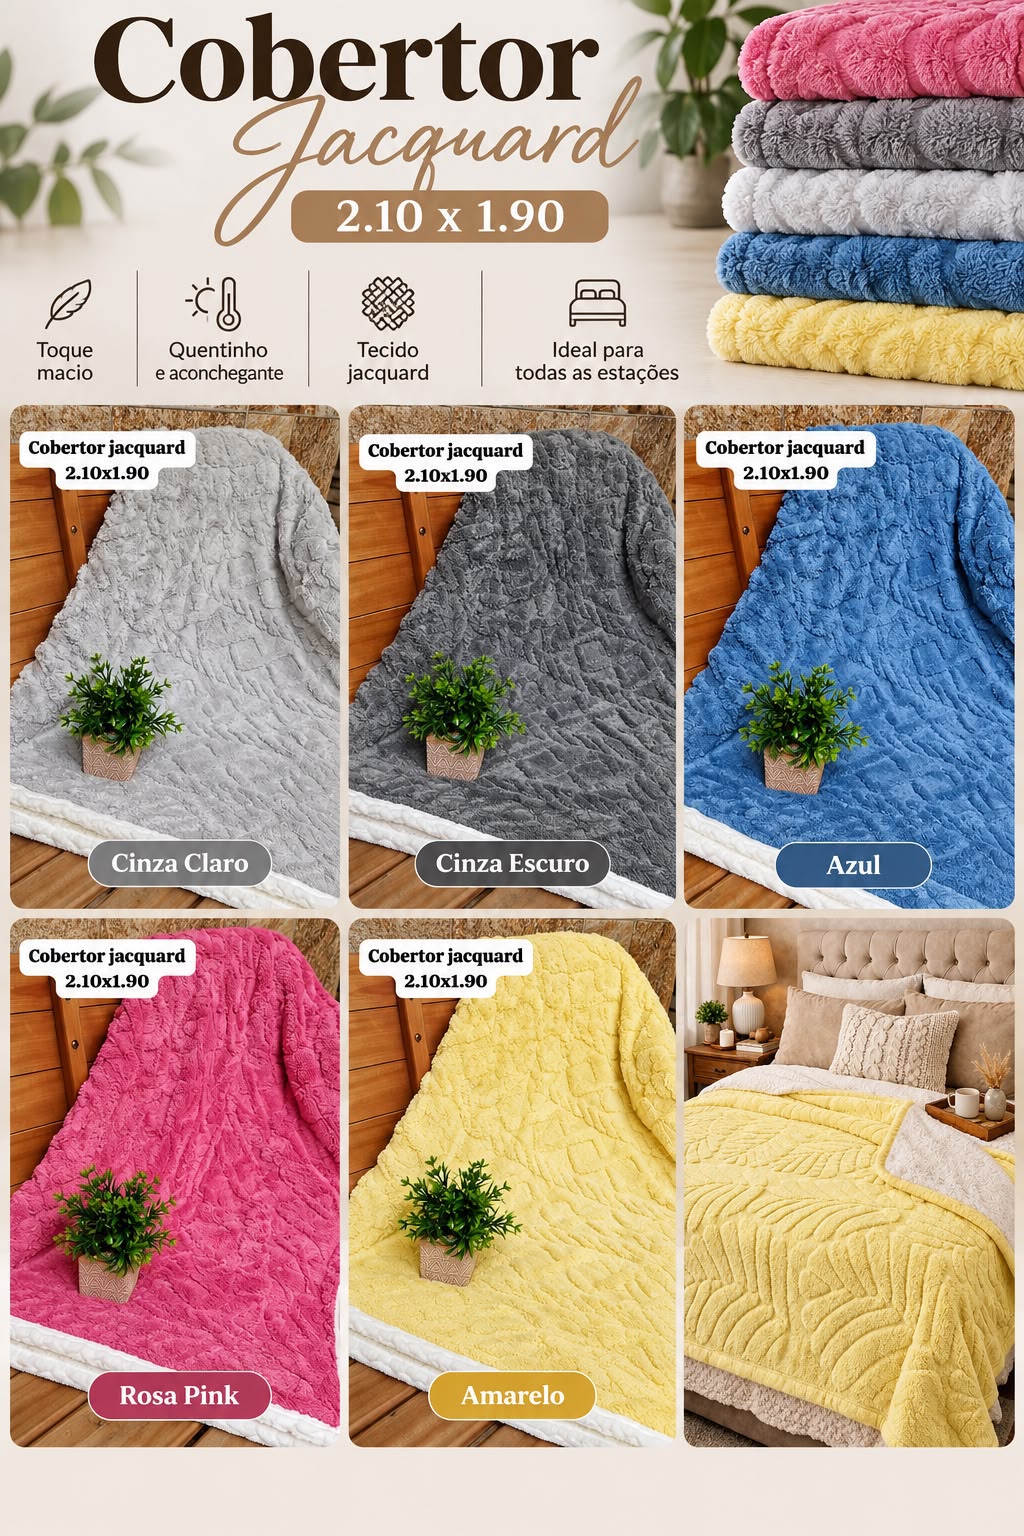 Cobertor
Jacquard
2.10 x 1.90
Toque
macio
Quentinho
e aconchegante
Tecido
jacquard
Ideal para
todas as estações
Cobertor jacquard
2.10x1.90
Cinza Claro
Cobertor jacquard
2.10x1.90
Cinza Escuro
Cobertor jacquard
2.10x1.90
Azul
Cobertor jacquard
2.10x1.90
Rosa Pink
Cobertor jacquard
2.10x1.90
Amarelo